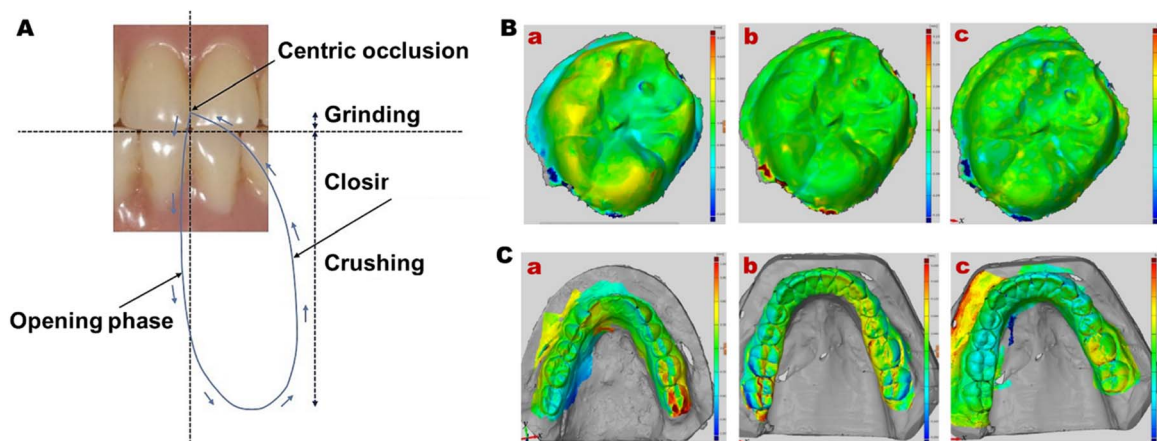 A
Centric occlusion
Grinding
Closir
Crushing
Opening phase
B
a
b
c
C
a
b
c